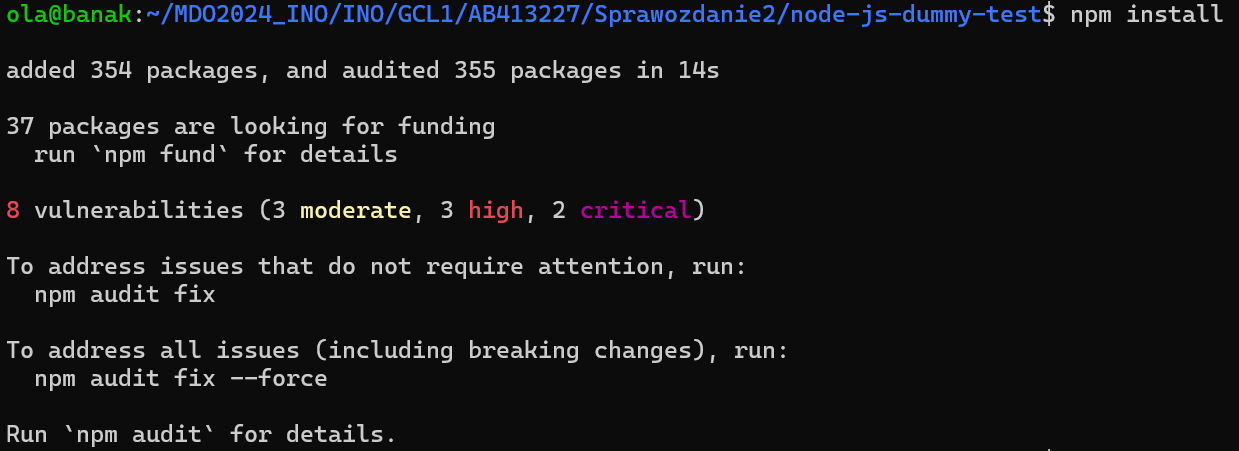 ola@banak:~/MDO2024_INO/INO/GCL1/AB413227/Sprawozdanie2/node-js-dummy-test$ npm install
added 354 packages, and audited 355 packages in 14s
37 packages are looking for funding
  run `npm fund` for details
8 vulnerabilities (3 moderate, 3 high, 2 critical)
To address issues that do not require attention, run:
  npm audit fix
To address all issues (including breaking changes), run:
  npm audit fix --force
Run `npm audit` for details.